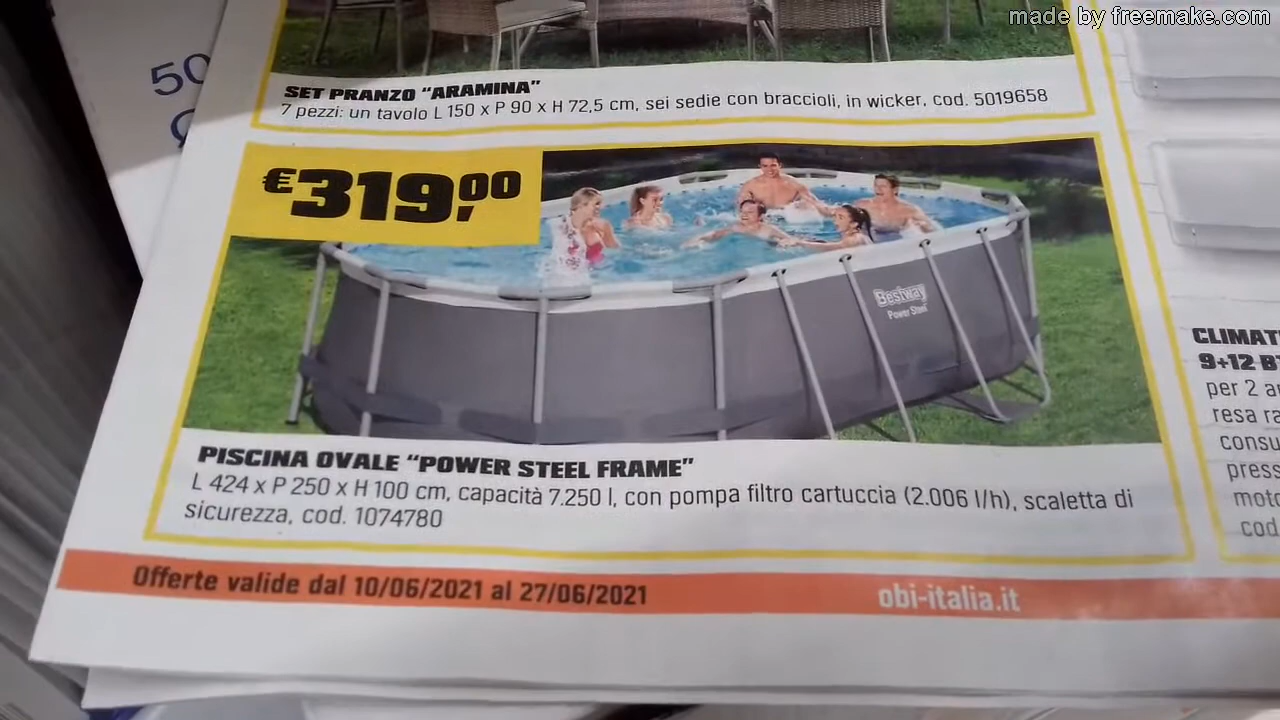 made by freemake.com
50
SET PRANZO “ARAMINA”
7 pezzi: un tavolo L 150 x P 90 x H 72,5 cm, sei sedie con braccioli, in wicker, cod. 5019658
€319,00
Bestway
Power Steel
PISCINA OVALE “POWER STEEL FRAME”
L 424 x P 250 x H 100 cm, capacità 7.250 l, con pompa filtro cartuccia (2.006 l/h), scaletta di
sicurezza, cod. 1074780
Offerte valide dal 10/06/2021 al 27/06/2021
obi-italia.it
CLIMAT
9+12 B
per 2 a
resa ra
consu
press
moto
cod